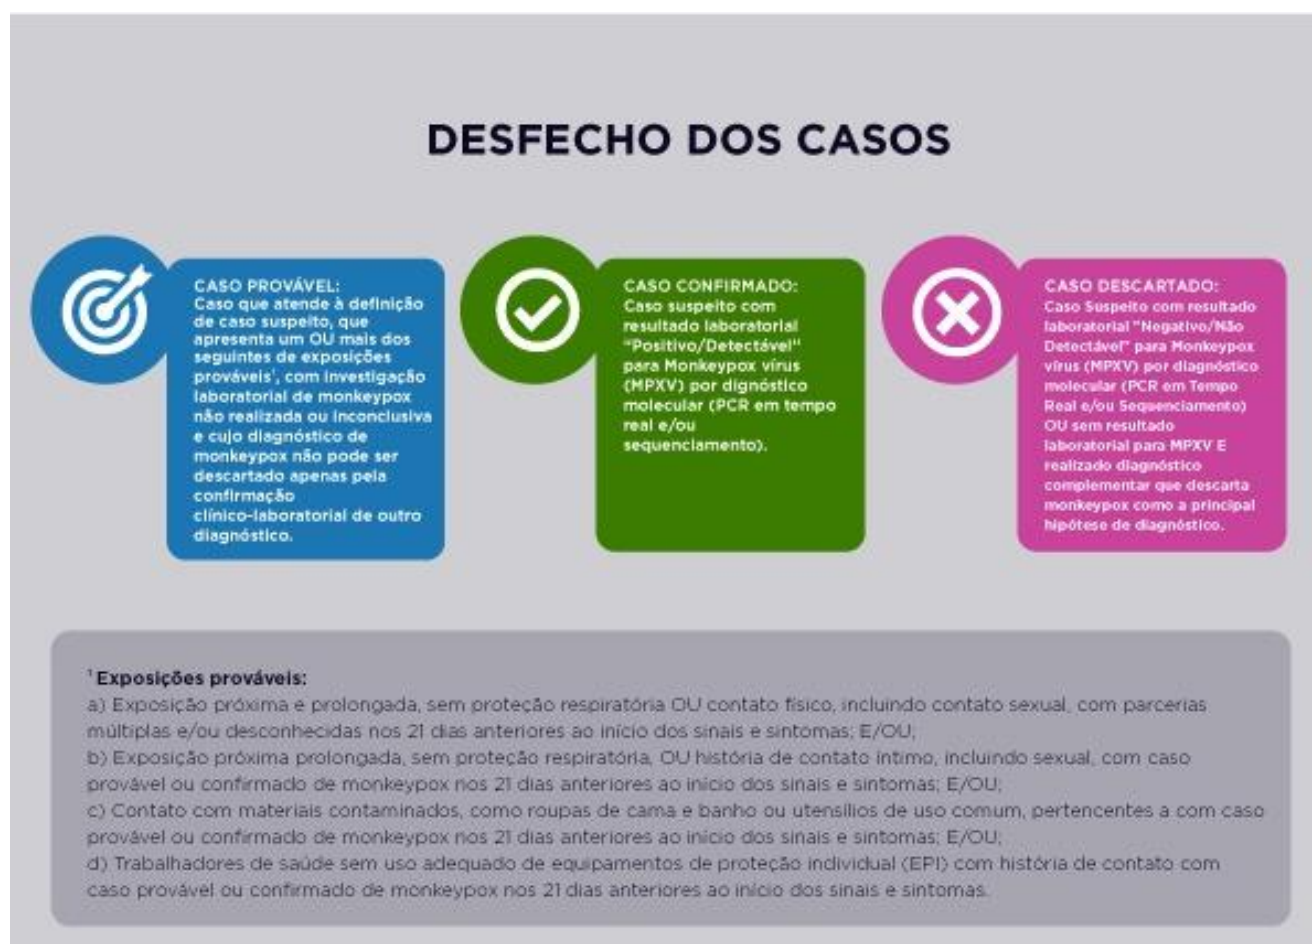 DESFECHO DOS CASOS
CASO PROVÁVEL:
Caso que atende à definição
de caso suspeito, que
apresenta um OU mais dos
seguintes de exposições
prováveis¹, com investigação
laboratorial de monkeypox
não realizada ou inconclusiva
e cujo diagnóstico de
monkeypox não pode ser
descartado apenas pela
confirmação
clínico-laboratorial de outro
diagnóstico.
CASO CONFIRMADO:
Caso suspeito com
resultado laboratorial
"Positivo/Detectável"
para Monkeypox vírus
(MPXV) por dignóstico
molecular (PCR em tempo
real e/ou
sequenciamento).
CASO DESCARTADO:
Caso Suspeito com resultado
laboratorial "Negativo/Não
Detectável" para Monkeypox
vírus (MPXV) por diagnóstico
molecular (PCR em Tempo
Real e/ou Sequenciamento)
OU sem resultado
laboratorial para MPXV E
realizado diagnóstico
complementar que descarta
monkeypox como a principal
hipótese de diagnóstico.
¹ Exposições prováveis:
a) Exposição próxima e prolongada, sem proteção respiratória OU contato físico, incluindo contato sexual, com parcerias
múltiplas e/ou desconhecidas nos 21 dias anteriores ao início dos sinais e sintomas; E/OU;
b) Exposição próxima prolongada, sem proteção respiratória, OU história de contato íntimo, incluindo sexual, com caso
provável ou confirmado de monkeypox nos 21 dias anteriores ao início dos sinais e sintomas; E/OU;
c) Contato com materiais contaminados, como roupas de cama e banho ou utensílios de uso comum, pertencentes a com caso
provável ou confirmado de monkeypox nos 21 dias anteriores ao início dos sinais e sintomas; E/OU;
d) Trabalhadores de saúde sem uso adequado de equipamentos de proteção individual (EPI) com história de contato com
caso provável ou confirmado de monkeypox nos 21 dias anteriores ao início dos sinais e sintomas.